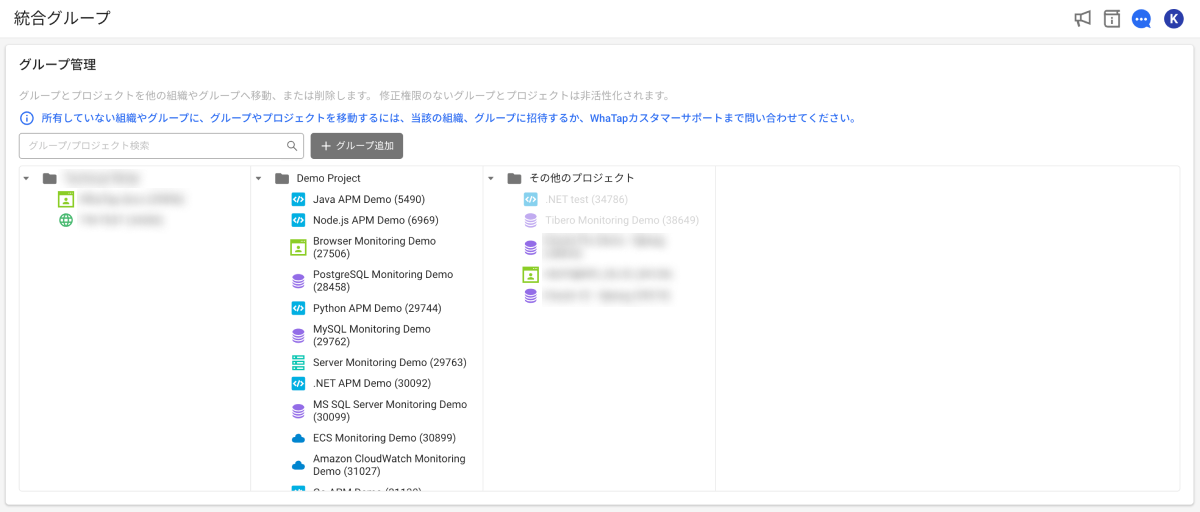 統合グループ
K
グループ管理
グループとプロジェクトを他の組織やグループへ移動、または削除します。 修正権限のないグループとプロジェクトは非活性化されます。
所有していない組織やグループに、グループやプロジェクトを移動するには、当該の組織、グループに招待するか、WhaTapカスタマーサポートまで問い合わせてください。
グループ/プロジェクト検索
グループ追加
Demo Project
Java APM Demo (5490)
Node.js APM Demo (6969)
Browser Monitoring Demo
(27506)
PostgreSQL Monitoring Demo
(28458)
Python APM Demo (29744)
MySQL Monitoring Demo
(29762)
Server Monitoring Demo (29763)
.NET APM Demo (30092)
MS SQL Server Monitoring Demo
(30099)
ECS Monitoring Demo (30899)
Amazon CloudWatch Monitoring
Demo (31027)
その他のプロジェクト
.NET test (34786)
Tibero Monitoring Demo (38649)